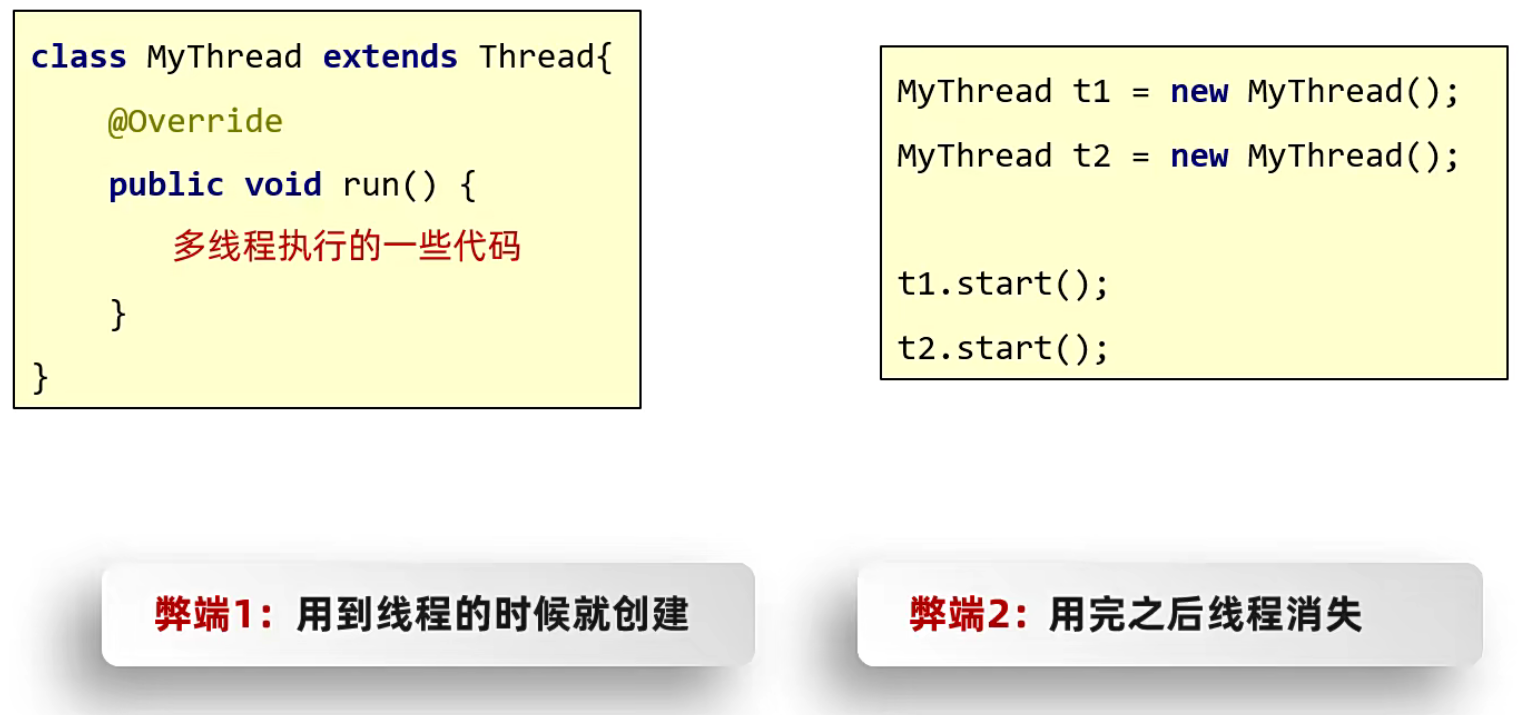 class MyThread extends Thread{
@Override
public void run() {
多线程执行的一些代码
}
}
MyThread t1 = new MyThread();
MyThread t2 = new MyThread();
t1.start();
t2.start();
弊端1：用到线程的时候就创建
弊端2：用完之后线程消失